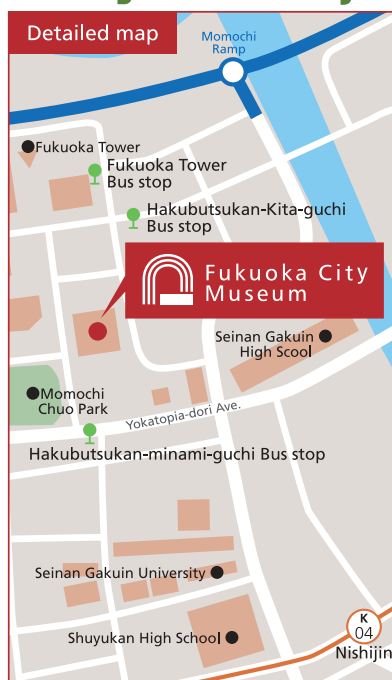 Detailed map
Momochi
Ramp
Fukuoka Tower
Fukuoka Tower
Bus stop
Hakubutsukan-Kita-guchi
Bus stop
Fukuoka City
Museum
Seinan Gakuin
High Scool
Momochi
Chuo Park
Yokatopia-dori Ave.
Hakubutsukan-minami-guchi Bus stop
Seinan Gakuin University
Shuyukan High School
K
04
Nishijin